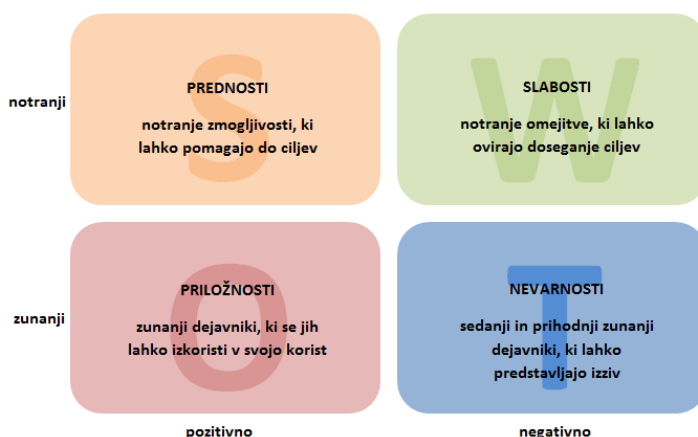 S
PREDNOSTI
notranji
notranje zmogljivosti, ki
lahko pomagajo do ciljev
W
SLABOSTI
notranje omejitve, ki lahko
ovirajo doseganje ciljev
O
PRILOŽNOSTI
zunanji
zunanji dejavniki, ki se jih
lahko izkoristi v svojo korist
T
NEVARNOSTI
sedanji in prihodnji zunanji
dejavniki, ki lahko
predstavljajo izziv
pozitivno
negativno